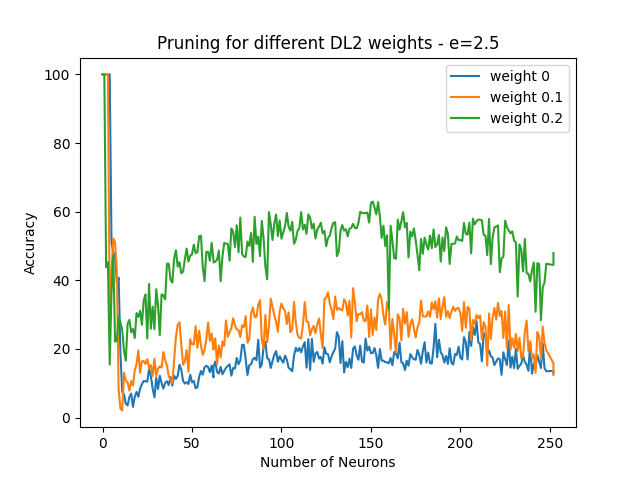 Pruning for different DL2 weights - e=2.5
weight 0
weight 0.1
weight 0.2
100
80
60
40
20
0
Accuracy
0 50 100 150 200 250
Number of Neurons